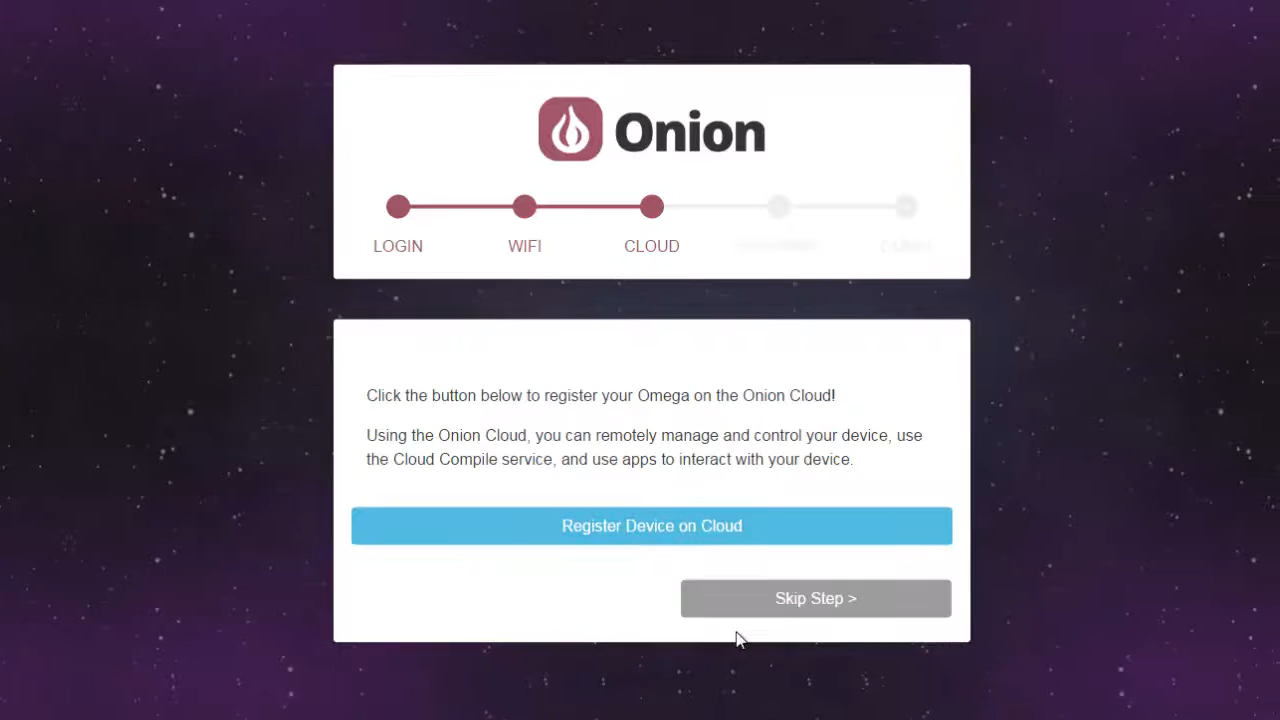 Onion
LOGIN WIFI CLOUD
Click the button below to register your Omega on the Onion Cloud!
Using the Onion Cloud, you can remotely manage and control your device, use
the Cloud Compile service, and use apps to interact with your device.
Register Device on Cloud
Skip Step >